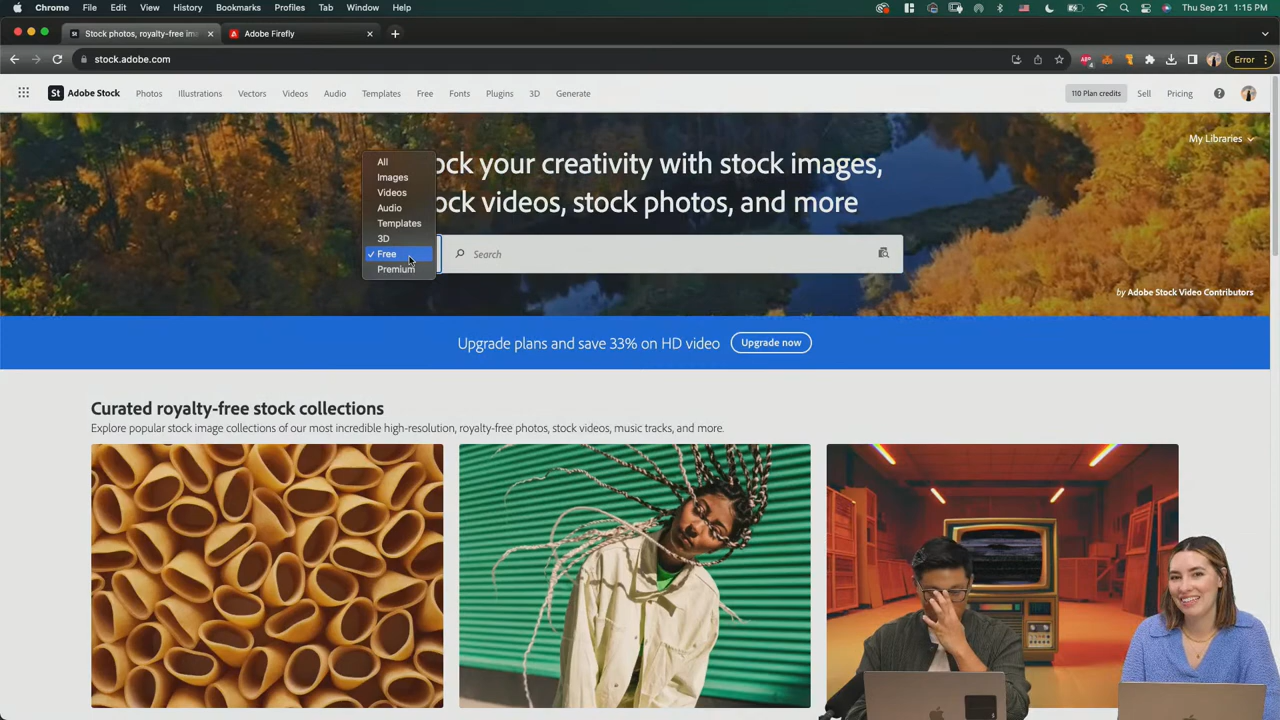 Chrome File Edit View History Bookmarks Profiles Tab Window Help Thu Sep 21 1:15 PM
Stock photos, royalty-free im
Adobe Firefly
stock.adobe.com
Error
St Adobe Stock Photos Illustrations Vectors Videos Audio Templates Free Fonts Plugins 3D Generate 110 Plan credits Sell Pricing
My Libraries
ock your creativity with stock images,
ock videos, stock photos, and more
All
Images
Videos
Audio
Templates
3D
✓ Free
Premium
Search
by Adobe Stock Video Contributors
Upgrade plans and save 33% on HD video
Upgrade now
Curated royalty-free stock collections
Explore popular stock image collections of our most incredible high-resolution, royalty-free photos, stock videos, music tracks, and more.